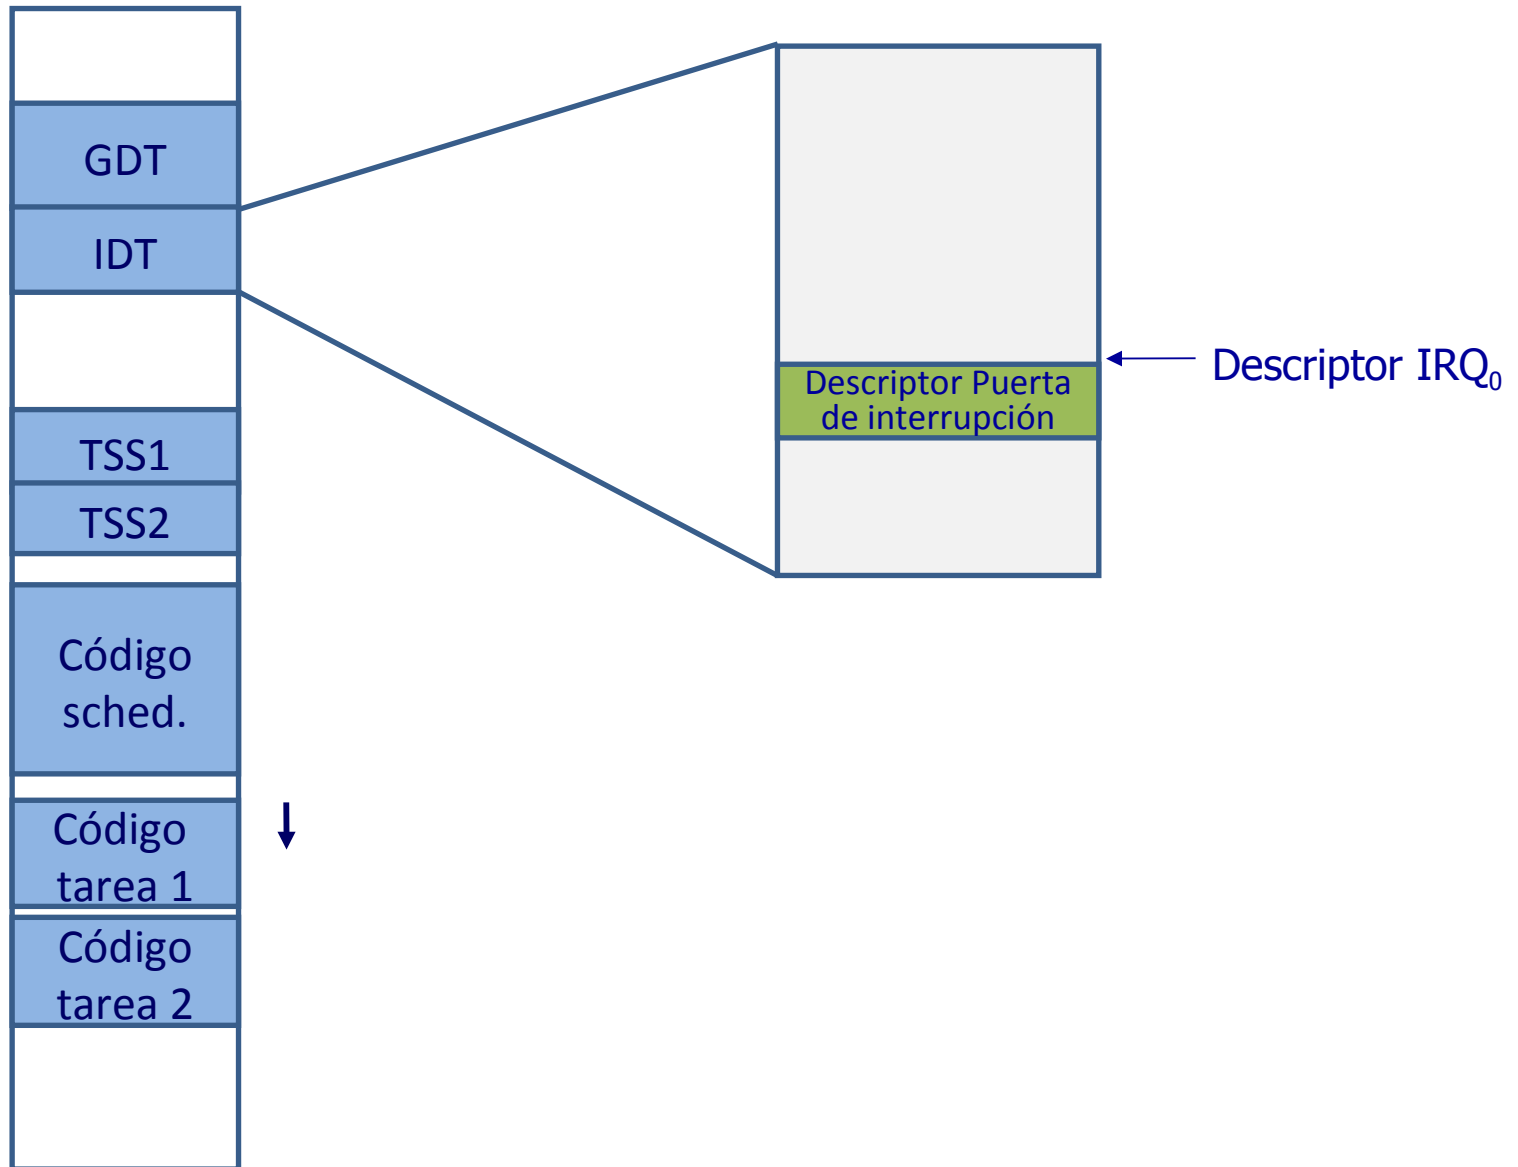 GDT
IDT
TSS1
TSS2
Código
sched.
Código
tarea 1
Código
tarea 2
Descriptor Puerta
de interrupción
Descriptor IRQ₀